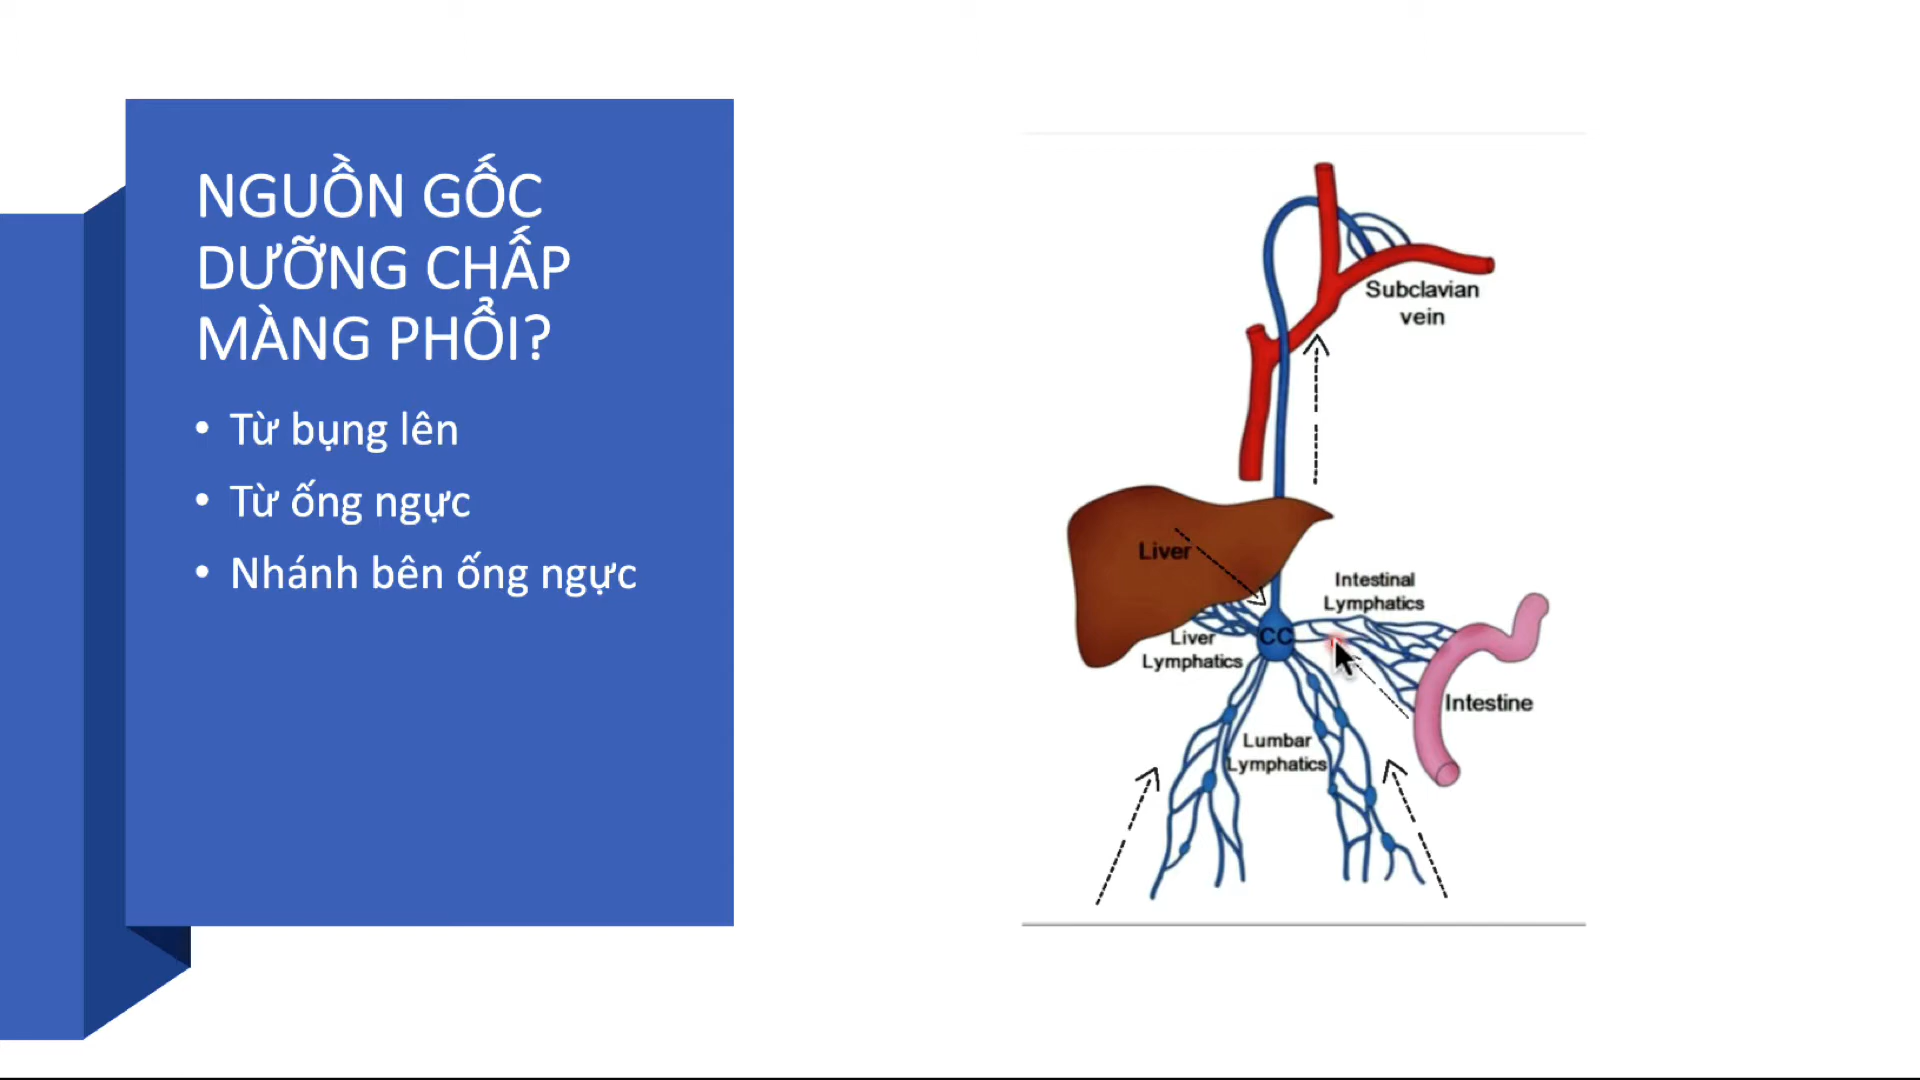 NGUỒN GỐC
DƯỠNG CHẤP
MÀNG PHỔI?
• Từ bụng lên
• Từ ống ngực
• Nhánh bên ống ngực
Subclavian
vein
Liver
Intestinal
Lymphatics
CC
Liver
Lymphatics
Intestine
Lumbar
Lymphatics